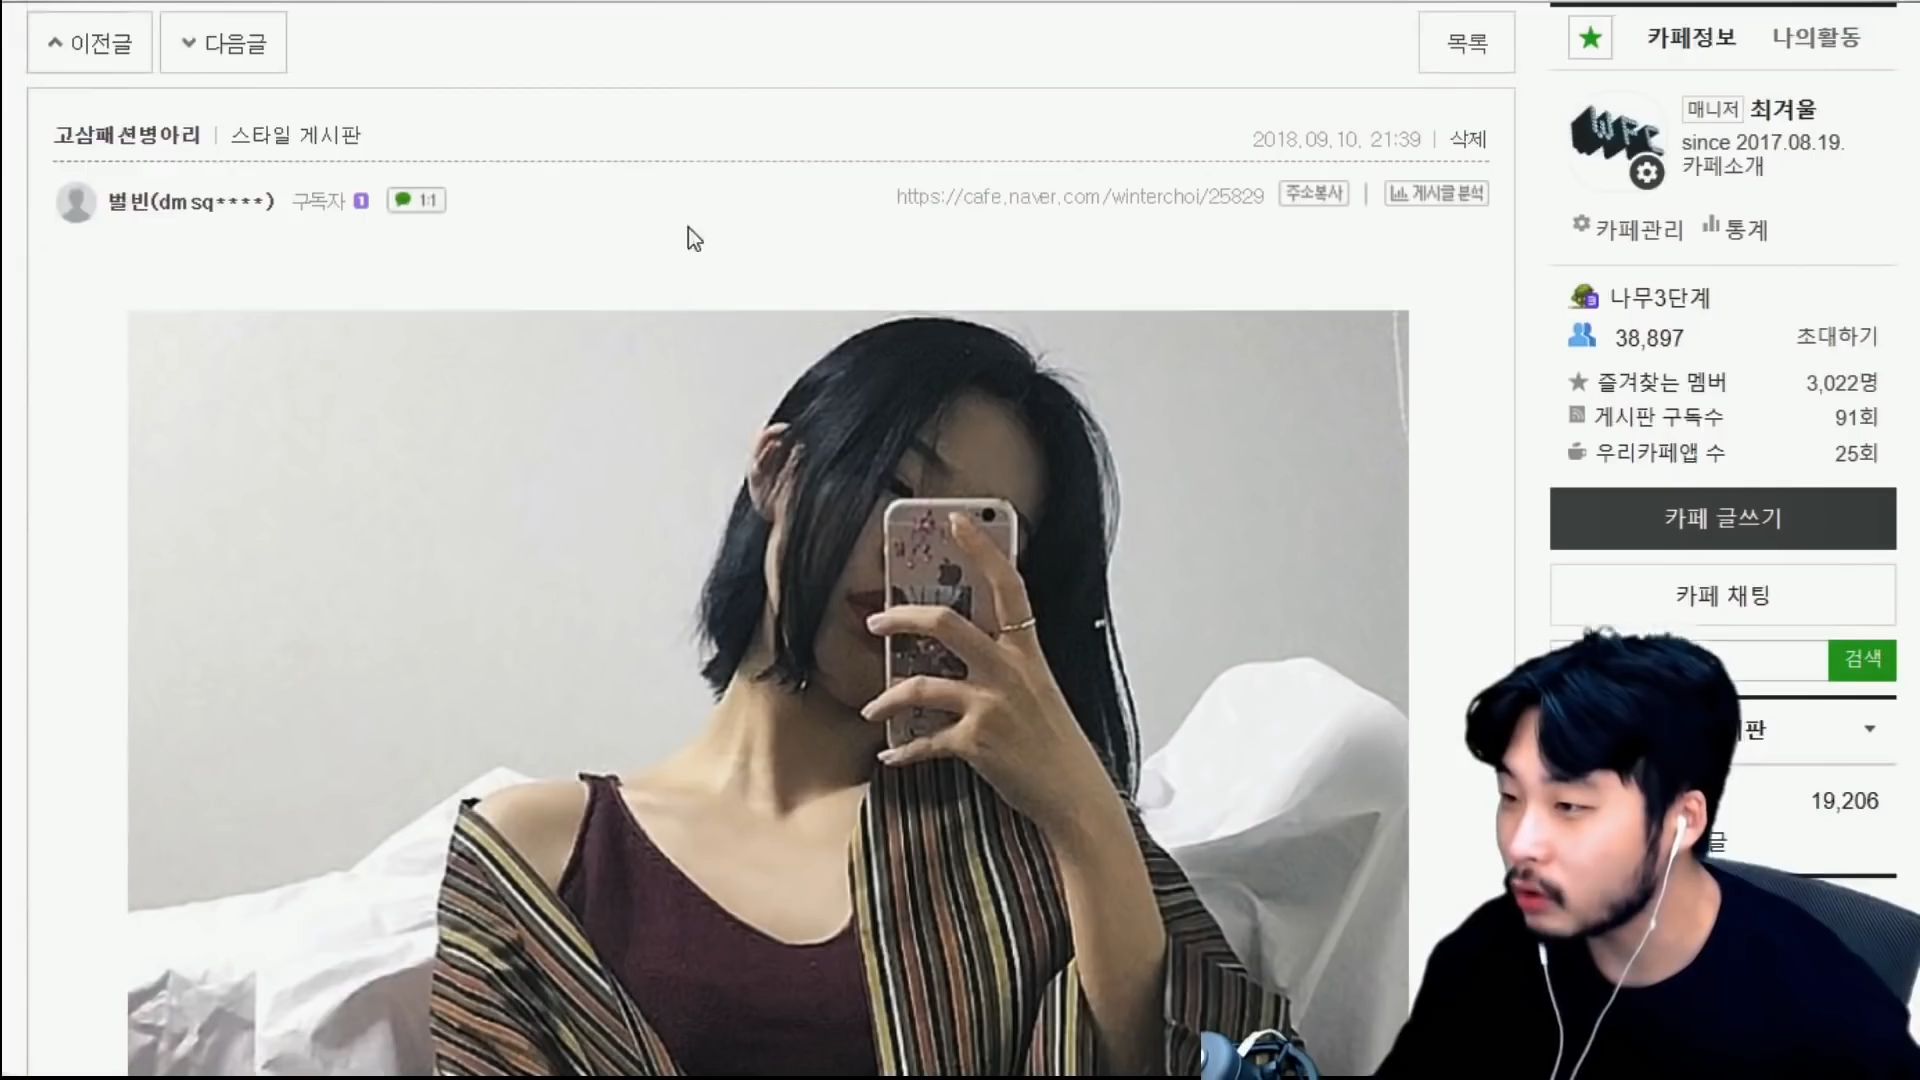 이전글
다음글
목록
고삼패션병아리 | 스타일 게시판
2018.09.10. 21:39 | 삭제
벌빈(dmsq****) 구독자 1 1:1
https://cafe.naver.com/winterchoi/25829 주소복사 | 게시글 분석
카페정보 나의활동
WFC
매니저 최겨울
since 2017.08.19.
카페소개
카페관리 통계
3 나무3단계
38,897 초대하기
즐겨찾는 멤버 3,022명
게시판 구독수 91회
우리카페앱 수 25회
카페 글쓰기
카페 채팅
검색
판
19,206
글